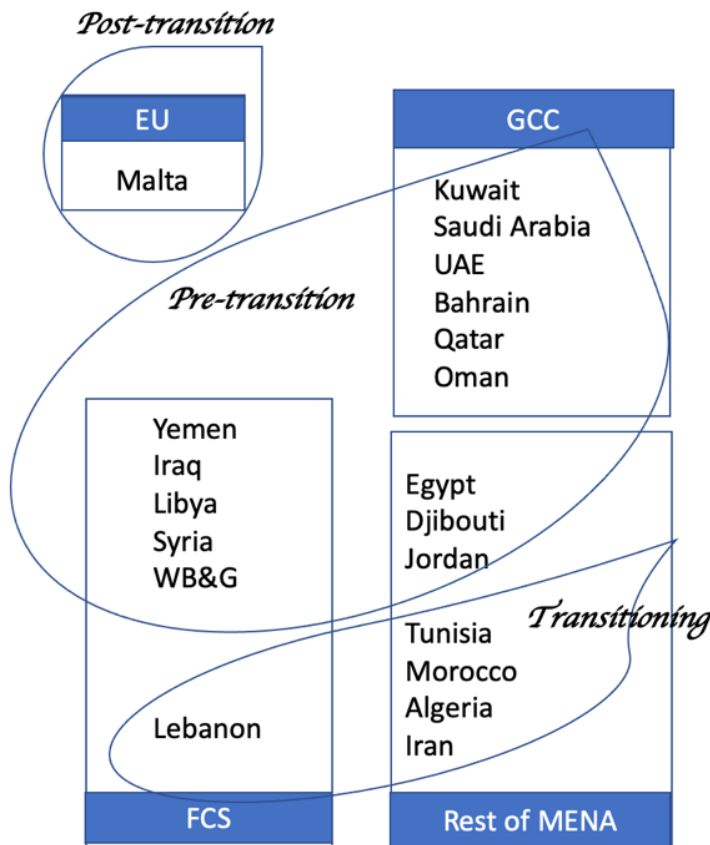 Post-transition
EU
Malta
GCC
Kuwait
Saudi Arabia
UAE
Bahrain
Qatar
Oman
Pre-transition
Yemen
Iraq
Libya
Syria
WB&G
Lebanon
FCS
Egypt
Djibouti
Jordan
Transitioning
Tunisia
Morocco
Algeria
Iran
Rest of MENA